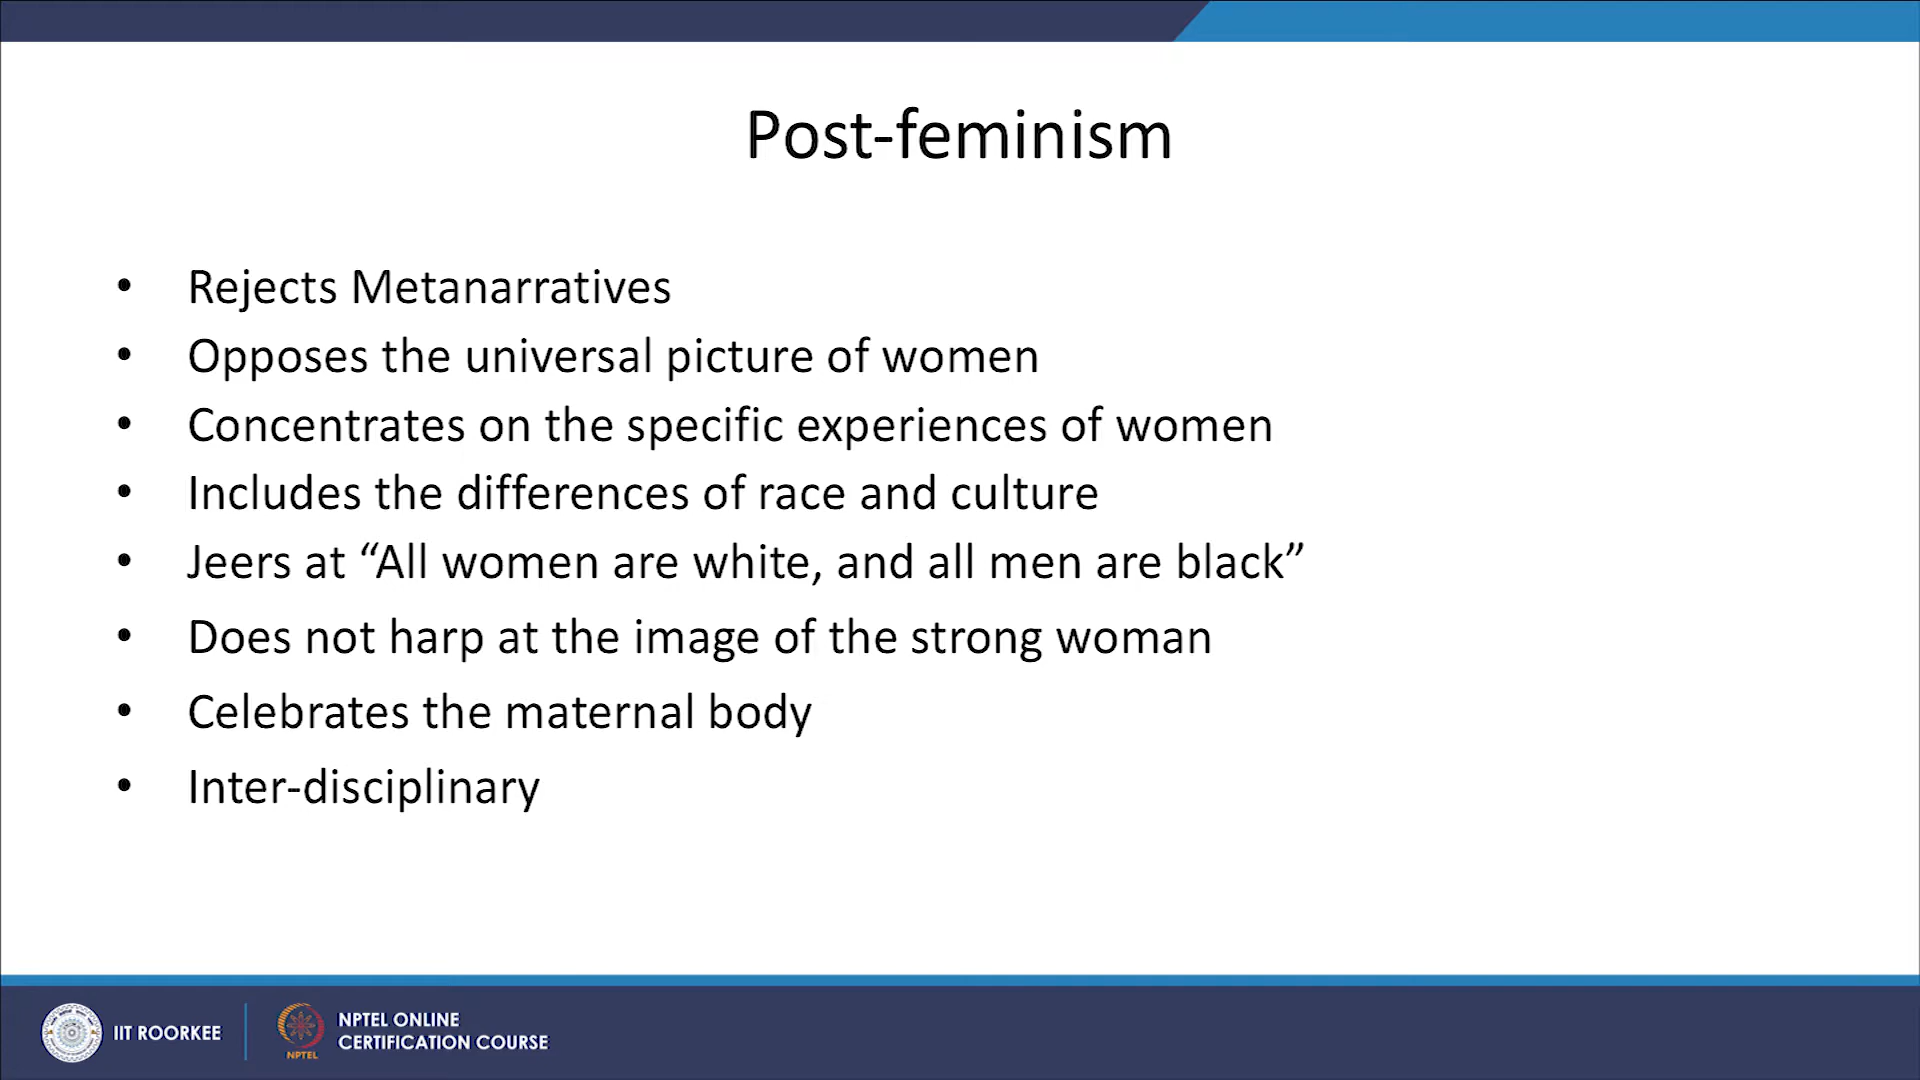 Post-feminism
• Rejects Metanarratives
• Opposes the universal picture of women
• Concentrates on the specific experiences of women
• Includes the differences of race and culture
• Jeers at “All women are white, and all men are black”
• Does not harp at the image of the strong woman
• Celebrates the maternal body
• Inter-disciplinary
IIT ROORKEE
NPTEL
NPTEL ONLINE
CERTIFICATION COURSE